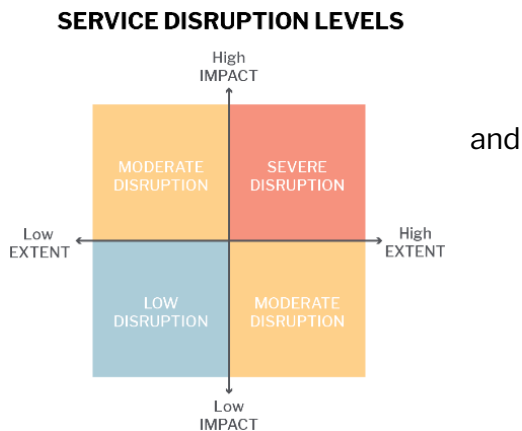 SERVICE DISRUPTION LEVELS
High
IMPACT
and
MODERATE
DISRUPTION
SEVERE
DISRUPTION
Low
EXTENT
High
EXTENT
LOW
DISRUPTION
MODERATE
DISRUPTION
Low
IMPACT